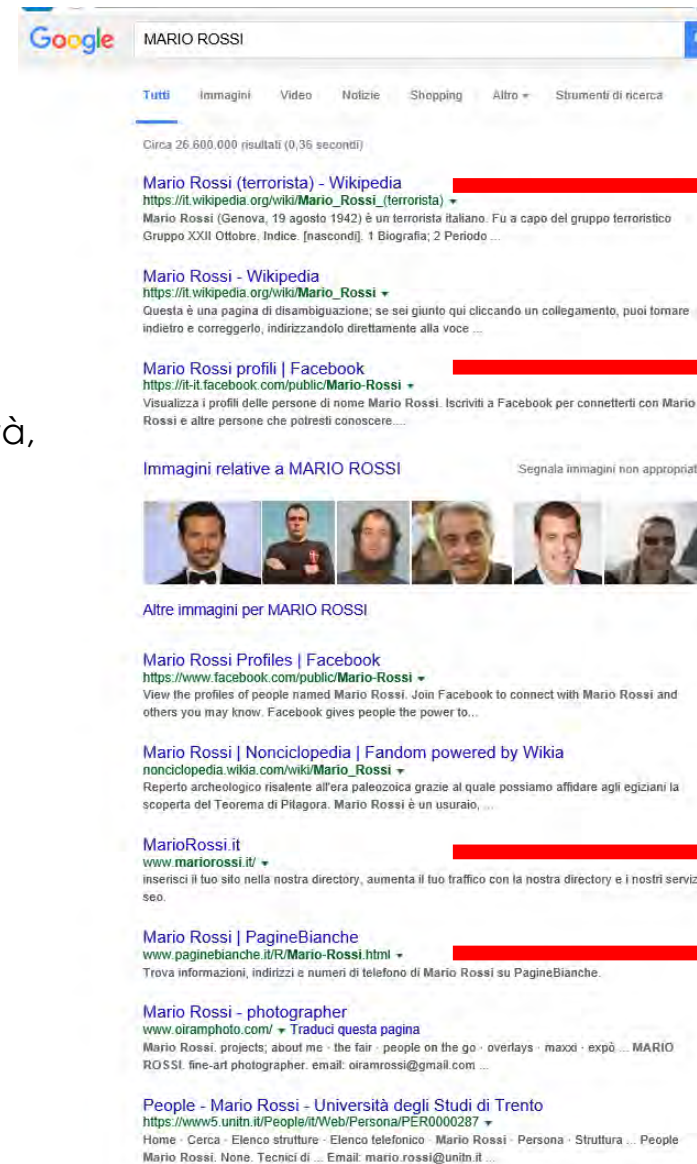 Google
MARIO ROSSI
Tutti Immagini Video Notizie Shopping Altro Strumenti di ricerca
Circa 26.600.000 risultati (0,36 secondi)
Mario Rossi (terrorista) - Wikipedia
https://it.wikipedia.org/wiki/Mario_Rossi_(terrorista)
Mario Rossi (Genova, 19 agosto 1942) è un terrorista italiano. Fu a capo del gruppo terroristico
Gruppo XXII Ottobre. Indice. [nascondi]. 1 Biografia; 2 Periodo ...
Mario Rossi - Wikipedia
https://it.wikipedia.org/wiki/Mario_Rossi
Questa è una pagina di disambiguazione; se sei giunto qui cliccando un collegamento, puoi tornare
indietro e correggerlo, indirizzandolo direttamente alla voce ...
Mario Rossi profili | Facebook
https://it-it.facebook.com/public/Mario-Rossi
Visualizza i profili delle persone di nome Mario Rossi. Iscriviti a Facebook per connetterti con Mario
Rossi e altre persone che potresti conoscere....
à,
Immagini relative a MARIO ROSSI Segnala immagini non appropriat
Altre immagini per MARIO ROSSI
Mario Rossi Profiles | Facebook
https://www.facebook.com/public/Mario-Rossi
View the profiles of people named Mario Rossi. Join Facebook to connect with Mario Rossi and
others you may know. Facebook gives people the power to...
Mario Rossi | Nonciclopedia | Fandom powered by Wikia
nonciclopedia.wikia.com/wiki/Mario_Rossi
Reperto archeologico risalente all'era paleozoica grazie al quale possiamo affidare agli egiziani la
scoperta del Teorema di Pitagora. Mario Rossi è un usuraio, ...
MarioRossi.it
www.mariorossi.it/
inserisci il tuo sito nella nostra directory, aumenta il tuo traffico con la nostra directory e i nostri serviz
seo.
Mario Rossi | PagineBianche
www.paginebianche.it/R/Mario-Rossi.html
Trova informazioni, indirizzi e numeri di telefono di Mario Rossi su PagineBianche.
Mario Rossi - photographer
www.oiramphoto.com/ Traduci questa pagina
Mario Rossi. projects; about me · the fair · people on the go · overlays · maxxi · expò ... MARIO
ROSSI. fine-art photographer. email: oiramrossi@gmail.com ...
People - Mario Rossi - Università degli Studi di Trento
https://www5.unitn.it/People/it/Web/Persona/PER0000287
Home · Cerca · Elenco strutture · Elenco telefonico · Mario Rossi · Persona · Struttura ... People
Mario Rossi. None. Tecnici di ... Email: mario.rossi@unitn.it ...